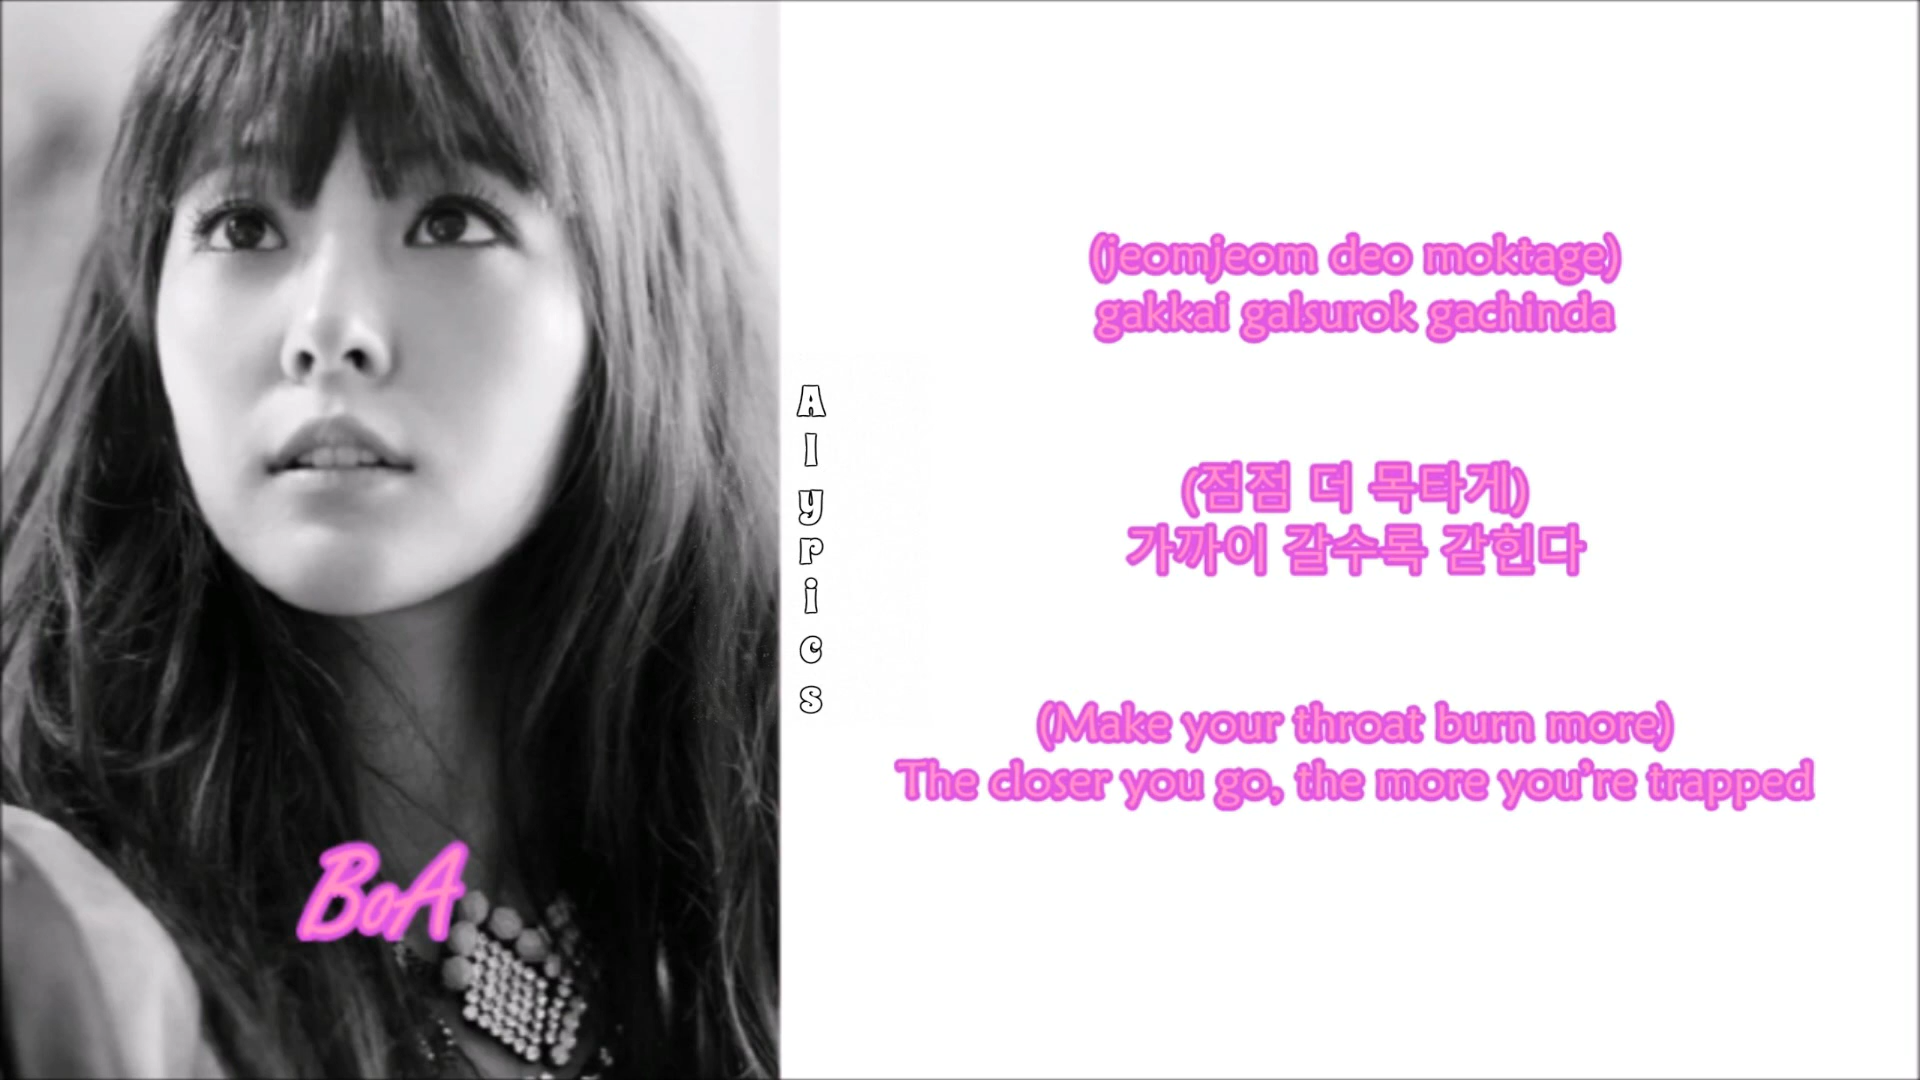 BoA
Alypics
(jeomjeom deo moktage)
gakkai galsurok gachinda
(점점 더 목타게)
가까이 갈수록 갇힌다
(Make your throat burn more)
The closer you go, the more you're trapped